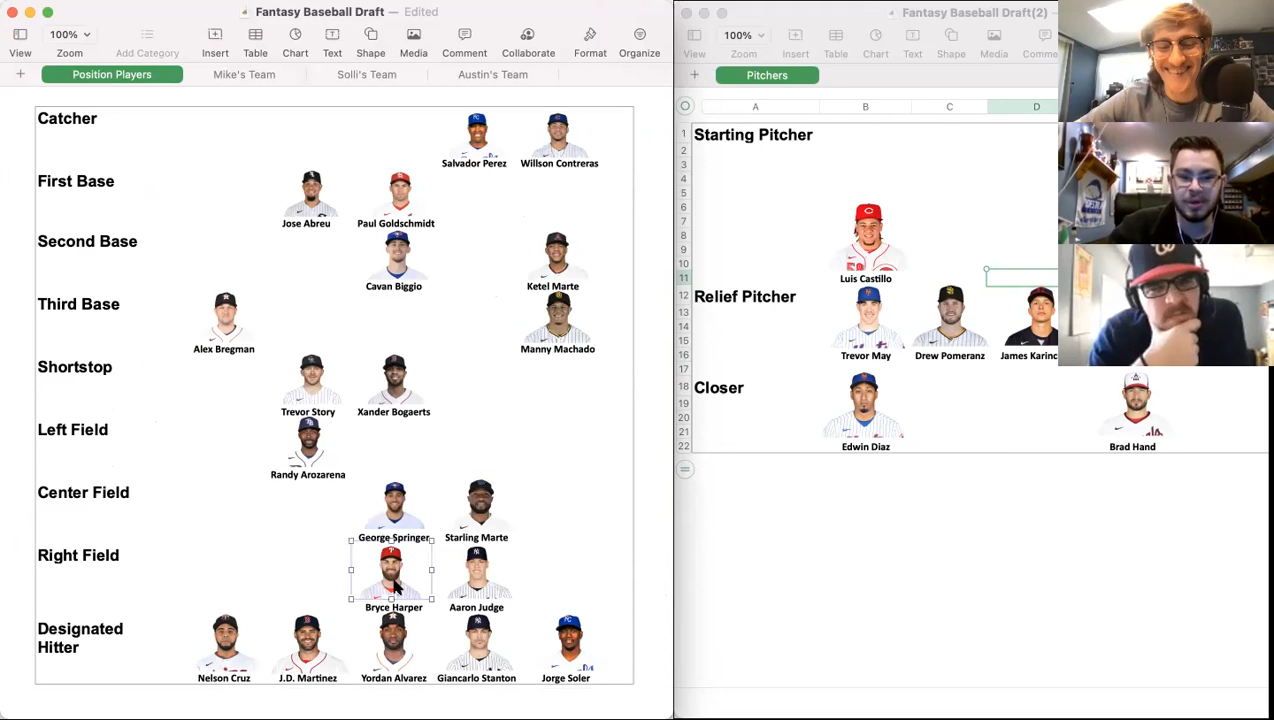 Fantasy Baseball Draft — Edited
100%
View
Zoom
Add Category
Insert
Table
Chart
Text
Shape
Media
Comment
Collaborate
Format
Organize
Position Players
Mike's Team
Solli's Team
Austin's Team
Catcher
Salvador Perez
Willson Contreras
First Base
Jose Abreu
Paul Goldschmidt
Second Base
Cavan Biggio
Ketel Marte
Third Base
Alex Bregman
Manny Machado
Shortstop
Trevor Story
Xander Bogaerts
Left Field
Randy Arozarena
Center Field
George Springer
Starling Marte
Right Field
Bryce Harper
Aaron Judge
Designated
Hitter
Nelson Cruz
J.D. Martinez
Yordan Alvarez
Giancarlo Stanton
Jorge Soler
Fantasy Baseball Draft(2) —
100%
View
Zoom
Insert
Table
Chart
Text
Shape
Media
Comme
Pitchers
A
B
C
D
1
2
3
4
5
6
7
8
9
10
11
12
13
14
15
16
17
18
19
20
21
22
Starting Pitcher
Luis Castillo
Relief Pitcher
Trevor May
Drew Pomeranz
James Karinc
Closer
Edwin Diaz
Brad Hand